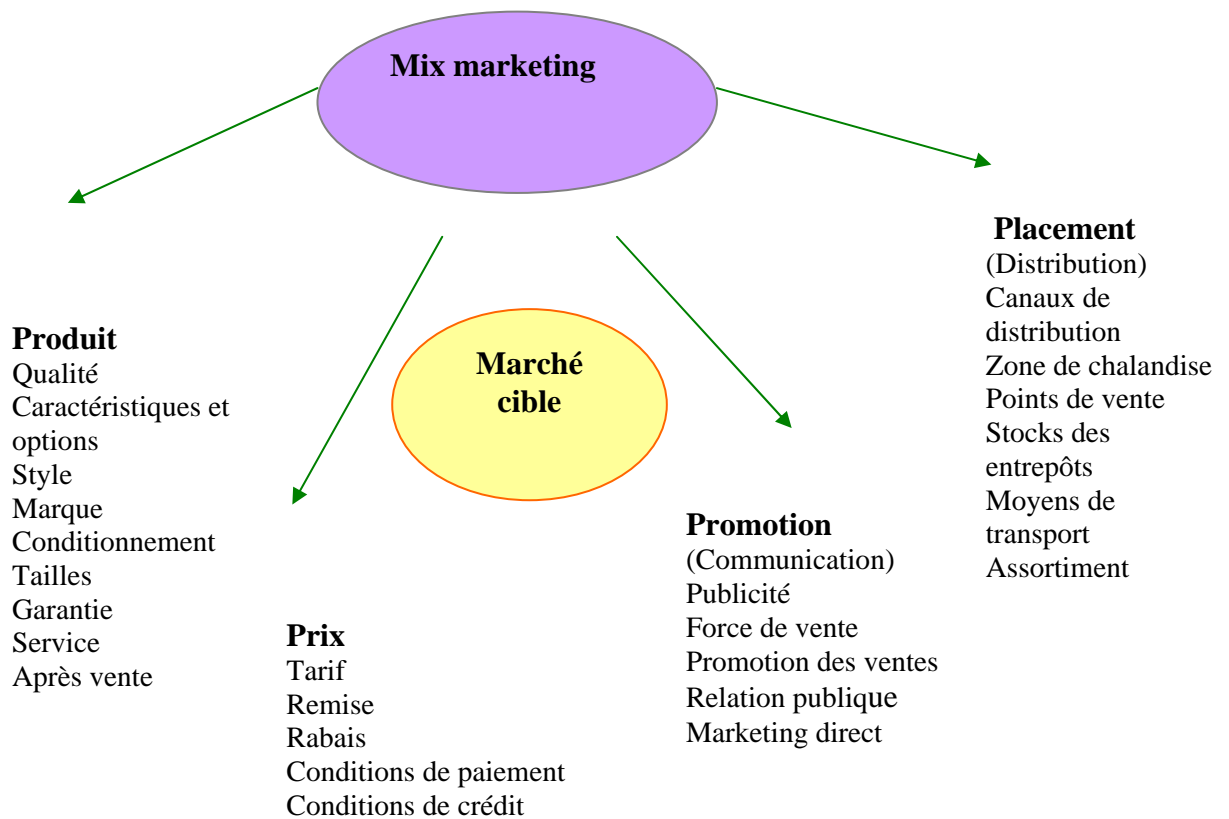 Mix marketing
Produit
Qualité
Caractéristiques et
options
Style
Marque
Conditionnement
Tailles
Garantie
Service
Après vente
Prix
Tarif
Remise
Rabais
Conditions de paiement
Conditions de crédit
Marché
cible
Promotion
(Communication)
Publicité
Force de vente
Promotion des ventes
Relation publique
Marketing direct
Placement
(Distribution)
Canaux de
distribution
Zone de chalandise
Points de vente
Stocks des
entrepôts
Moyens de
transport
Assortiment